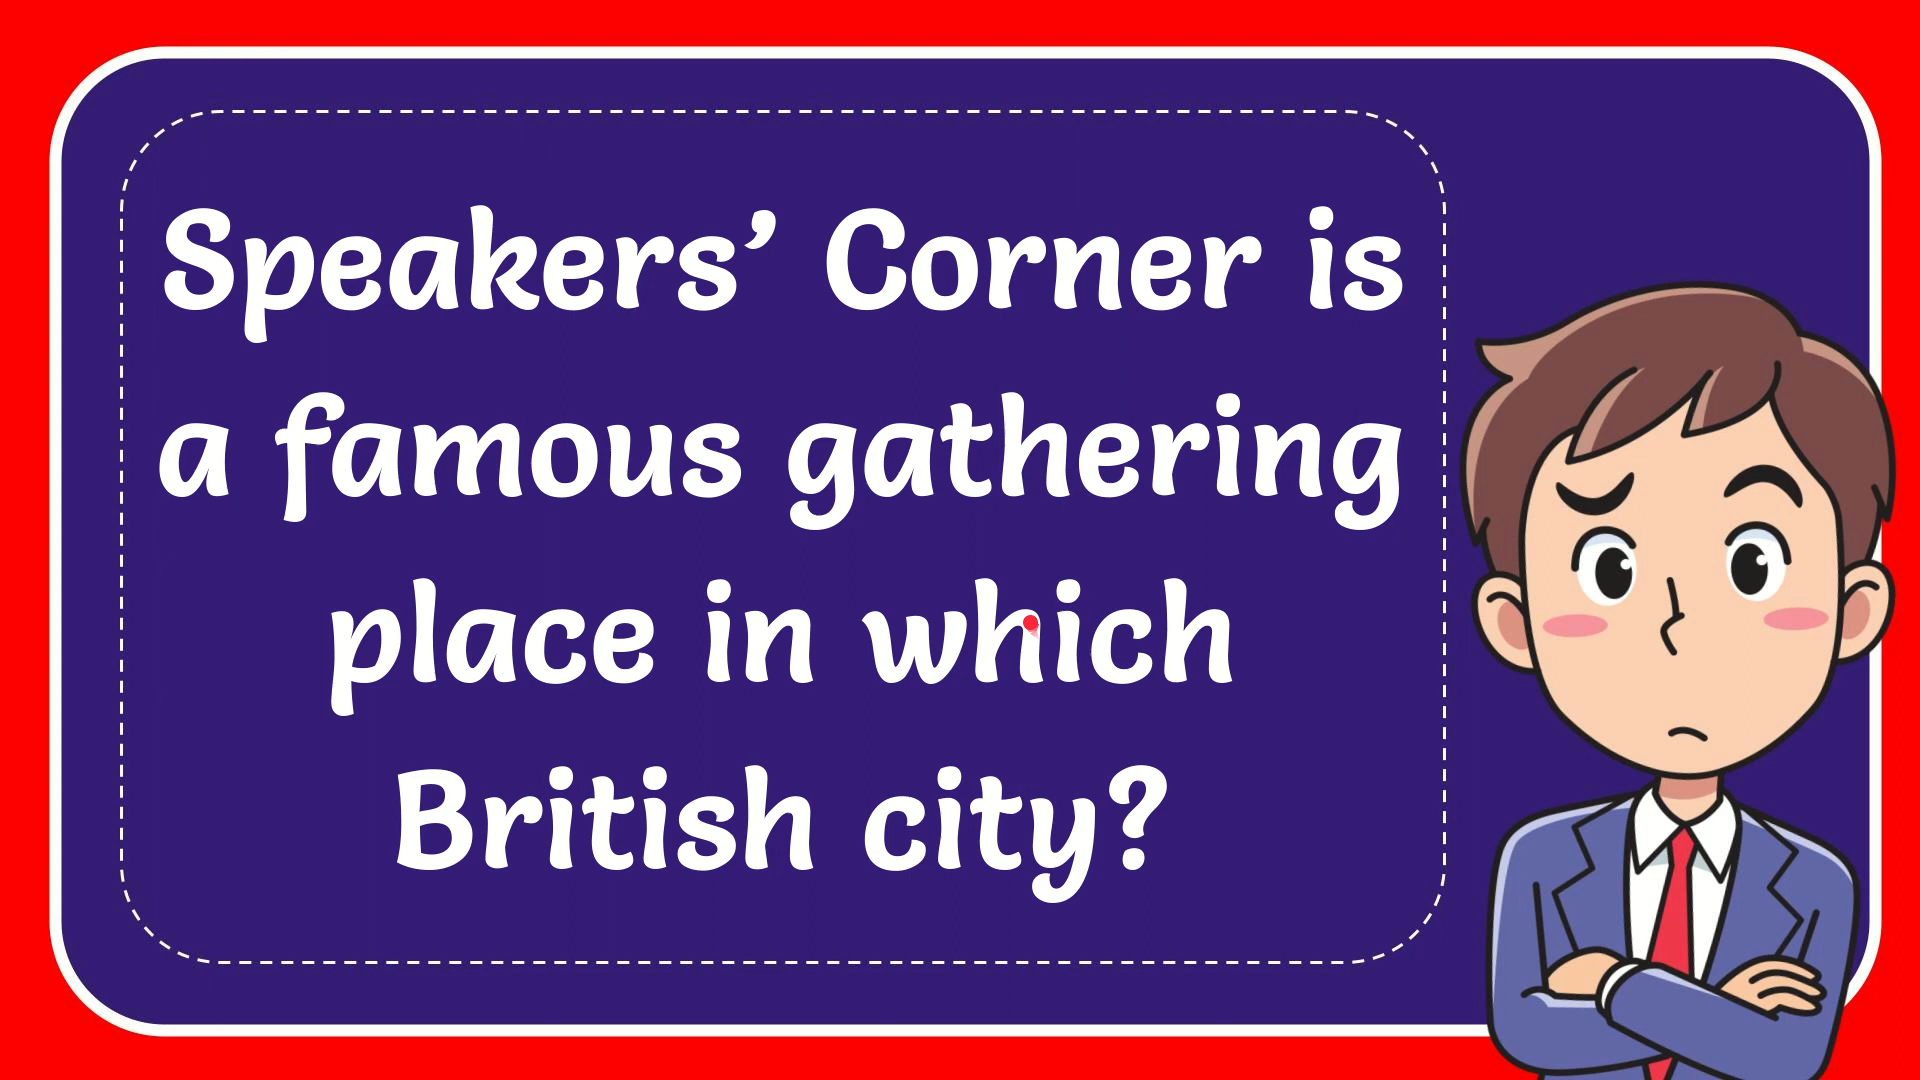 Speakers’ Corner is
a famous gathering
place in which
British city?